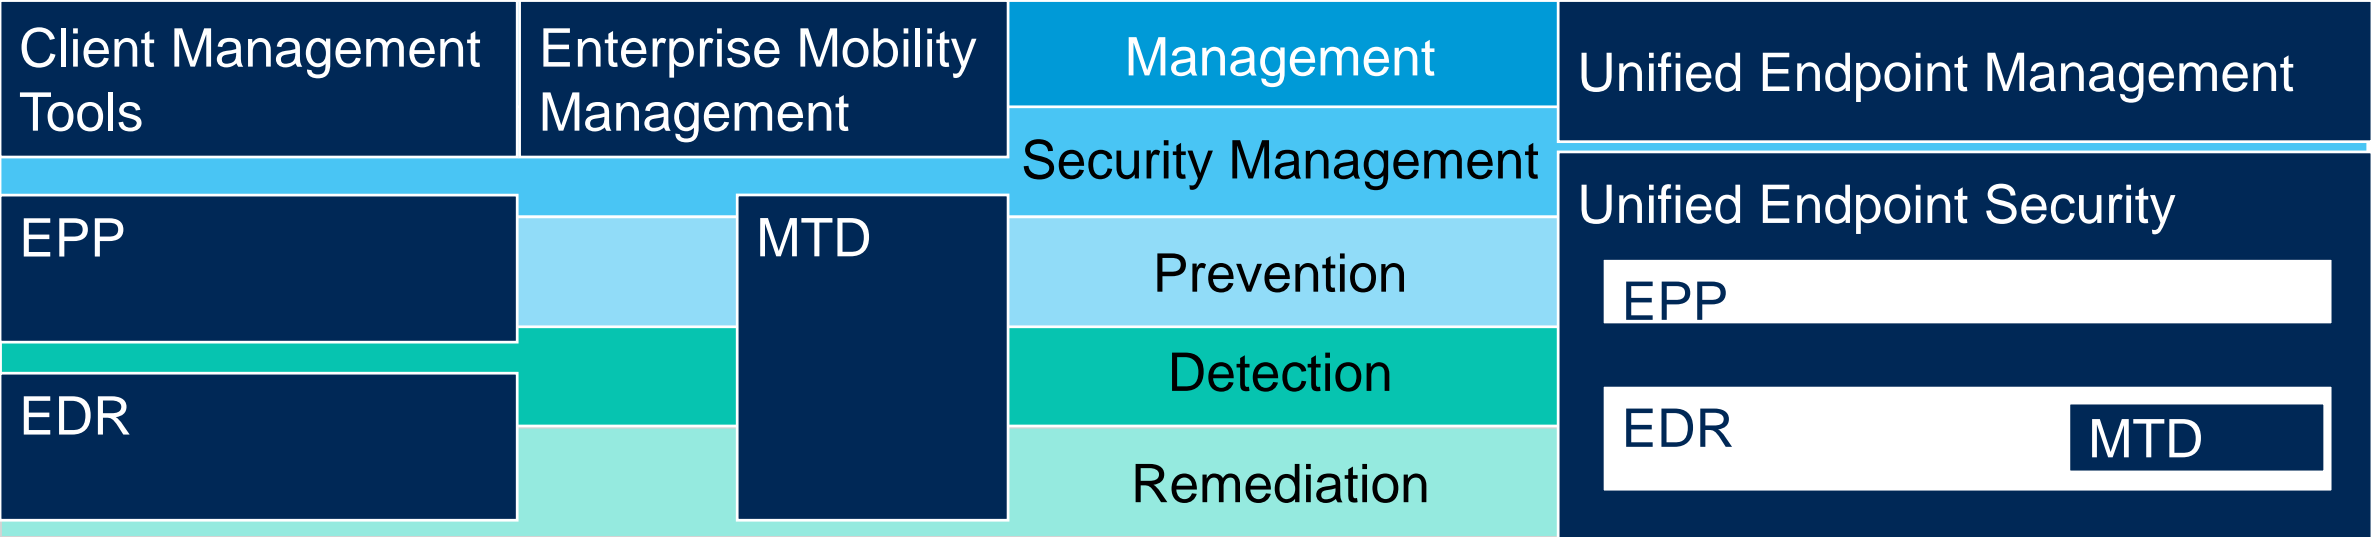 Client Management
Tools
Enterprise Mobility
Management
Management
Unified Endpoint Management
Security Management
Unified Endpoint Security
EPP
MTD
Prevention
EPP
Detection
EDR
EDR
MTD
Remediation